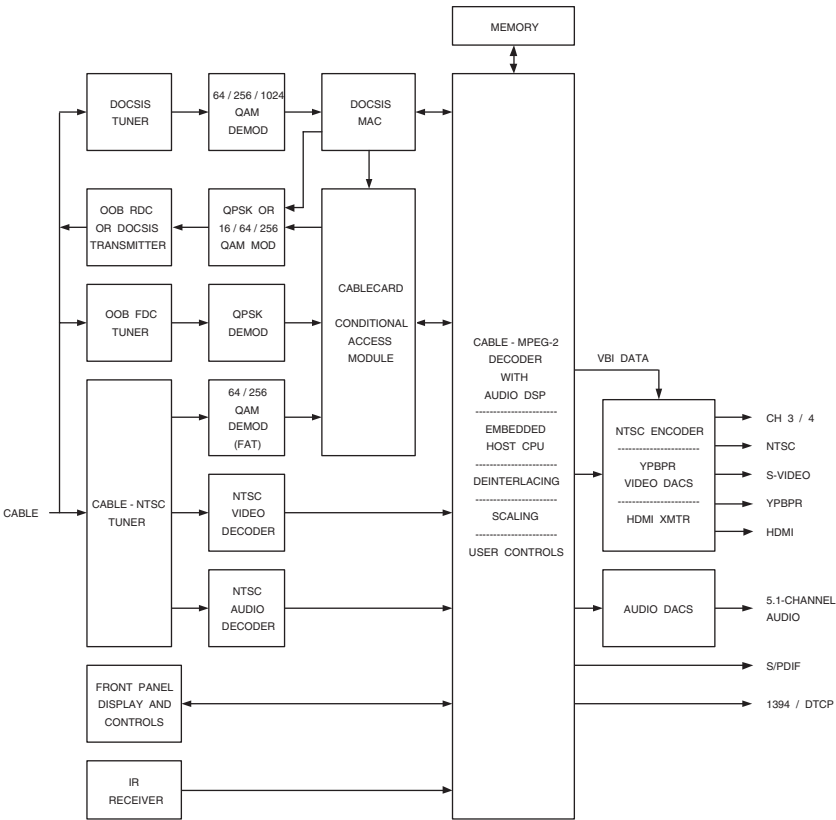 MEMORY
DOCSIS
TUNER
64 / 256 / 1024
QAM
DEMOD
DOCSIS
MAC
OOB RDC
OR DOCSIS
TRANSMITTER
QPSK OR
16 / 64 / 256
QAM MOD
OOB FDC
TUNER
QPSK
DEMOD
CABLECARD
CONDITIONAL
ACCESS
MODULE
64 / 256
QAM
DEMOD
(FAT)
CABLE
CABLE - NTSC
TUNER
NTSC
VIDEO
DECODER
NTSC
AUDIO
DECODER
FRONT PANEL
DISPLAY AND
CONTROLS
IR
RECEIVER
CABLE - MPEG-2
DECODER
WITH
AUDIO DSP
-----------------------
EMBEDDED
HOST CPU
-----------------------
DEINTERLACING
-----------------------
SCALING
-----------------------
USER CONTROLS
VBI DATA
NTSC ENCODER
-----------------------
YPBPR
VIDEO DACS
-----------------------
HDMI XMTR
CH 3 / 4
NTSC
S-VIDEO
YPBPR
HDMI
AUDIO DACS
5.1-CHANNEL
AUDIO
S/PDIF
1394 / DTCP